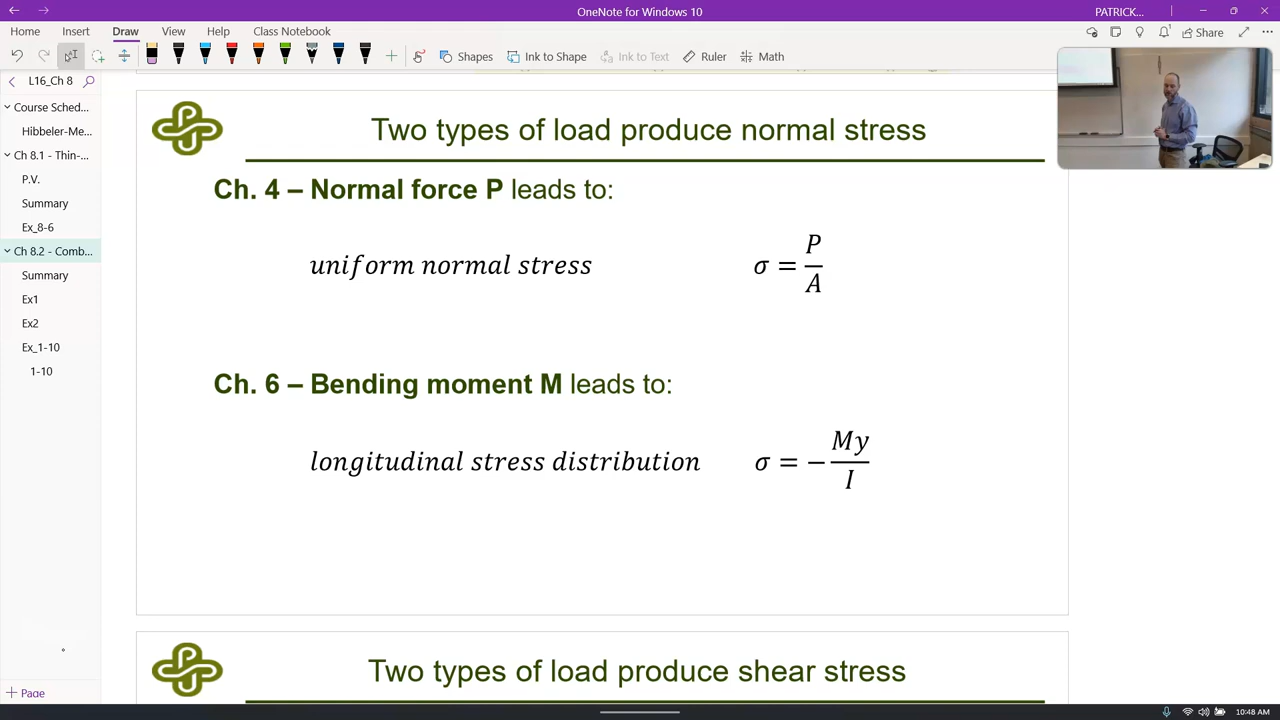 OneNote for Windows 10
PATRICK...
Home Insert Draw View Help Class Notebook
Share
Shapes Ink to Shape Ink to Text Ruler Math
L16_Ch 8
Course Sched...
Hibbeler-Me...
Ch 8.1 - Thin-...
P.V.
Summary
Ex_8-6
Ch 8.2 - Comb...
Summary
Ex1
Ex2
Ex_1-10
1-10
+ Page
Two types of load produce normal stress
Ch. 4 – Normal force P leads to:
uniform normal stress σ = P/A
Ch. 6 – Bending moment M leads to:
longitudinal stress distribution σ = − My/I
Two types of load produce shear stress
10:48 AM